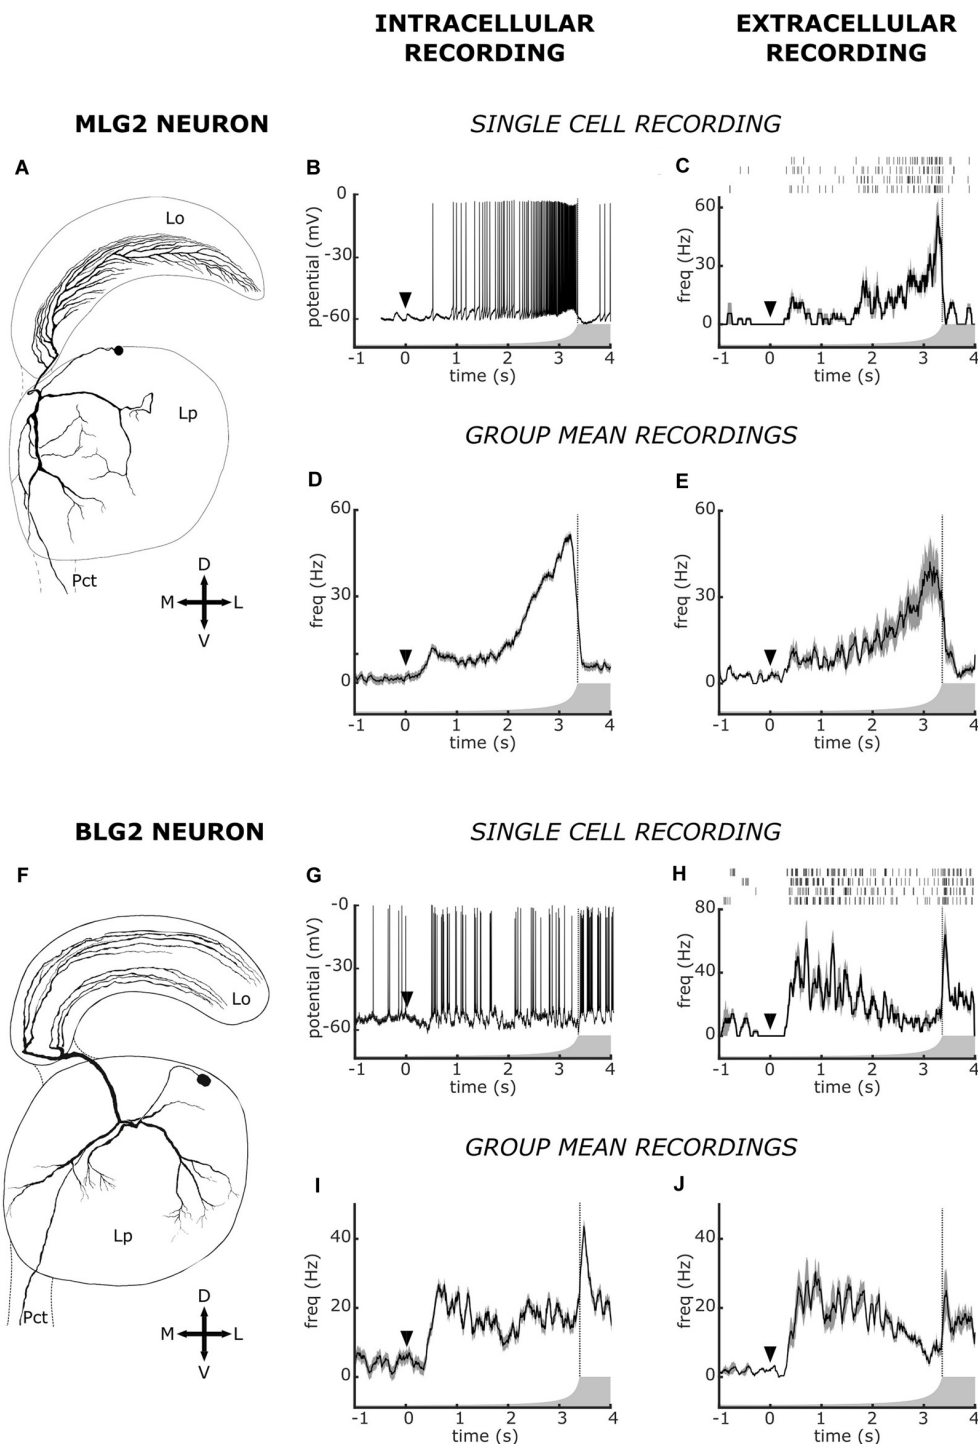 INTRACELLULAR
RECORDING
EXTRACELLULAR
RECORDING
MLG2 NEURON
SINGLE CELL RECORDING
A
Lo
Lp
Pct
D
M
L
V
B
potential (mV)
0
-30
-60
-1 0 1 2 3 4
time (s)
C
freq (Hz)
60
30
0
-1 0 1 2 3 4
time (s)
GROUP MEAN RECORDINGS
D
freq (Hz)
60
30
0
-1 0 1 2 3 4
time (s)
E
freq (Hz)
60
30
0
-1 0 1 2 3 4
time (s)
BLG2 NEURON
SINGLE CELL RECORDING
F
Lo
Lp
Pct
D
M
L
V
G
potential (mV)
-0
-30
-60
-1 0 1 2 3 4
time (s)
H
freq (Hz)
80
40
0
-1 0 1 2 3 4
time (s)
GROUP MEAN RECORDINGS
I
freq (Hz)
40
20
0
-1 0 1 2 3 4
time (s)
J
freq (Hz)
40
20
0
-1 0 1 2 3 4
time (s)